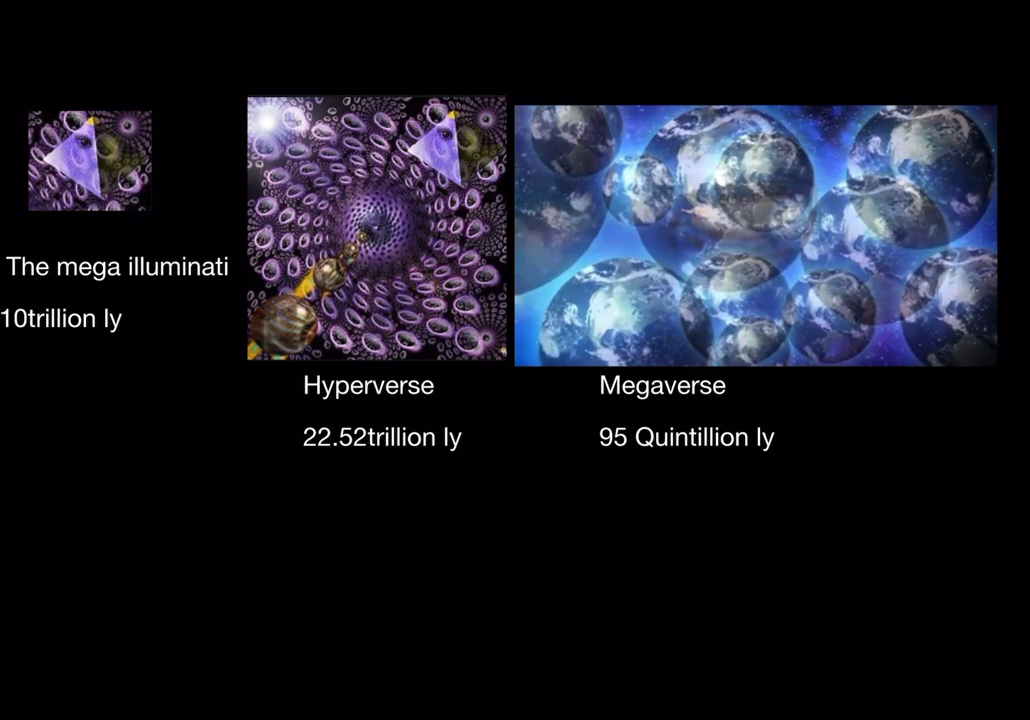 The mega illuminati
10trillion ly
Hyperverse
22.52trillion ly
Megaverse
95 Quintillion ly